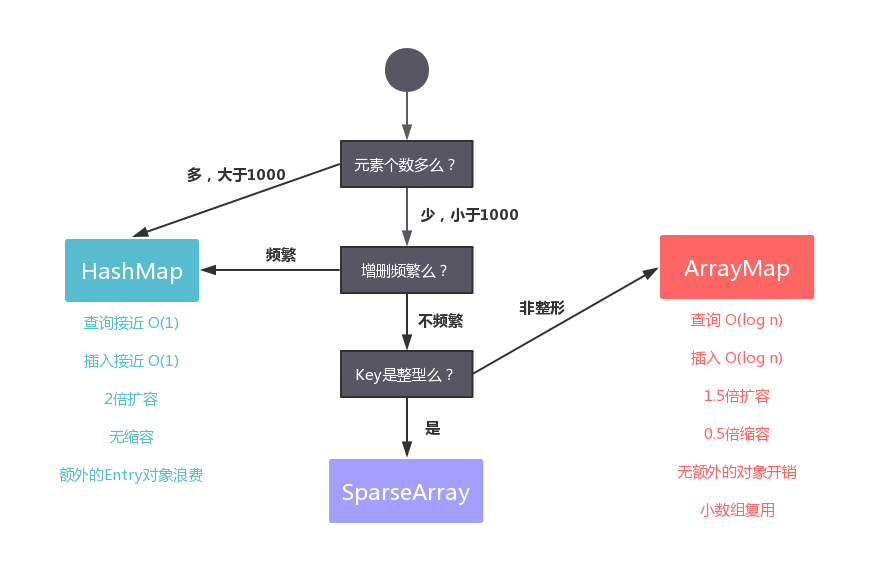 元素个数多么？
多，大于1000
少，小于1000
HashMap
频繁
增删频繁么？
ArrayMap
不频繁
非整形
Key是整型么？
是
SparseArray
查询接近 O(1)
插入接近 O(1)
2倍扩容
无缩容
额外的Entry对象浪费
查询 O(log n)
插入 O(log n)
1.5倍扩容
0.5倍缩容
无额外的对象开销
小数组复用